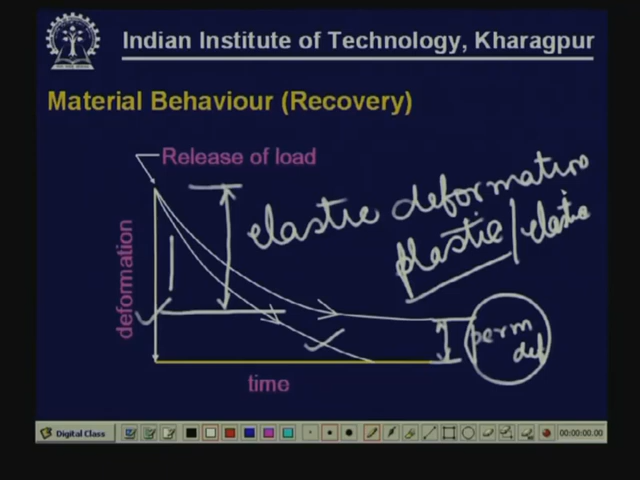 Indian Institute of Technology, Kharagpur
Material Behaviour (Recovery)
Release of load
elastic deformation
plastic/elastic
deformation
perm
def
time
Digital Class
00:00:00.00